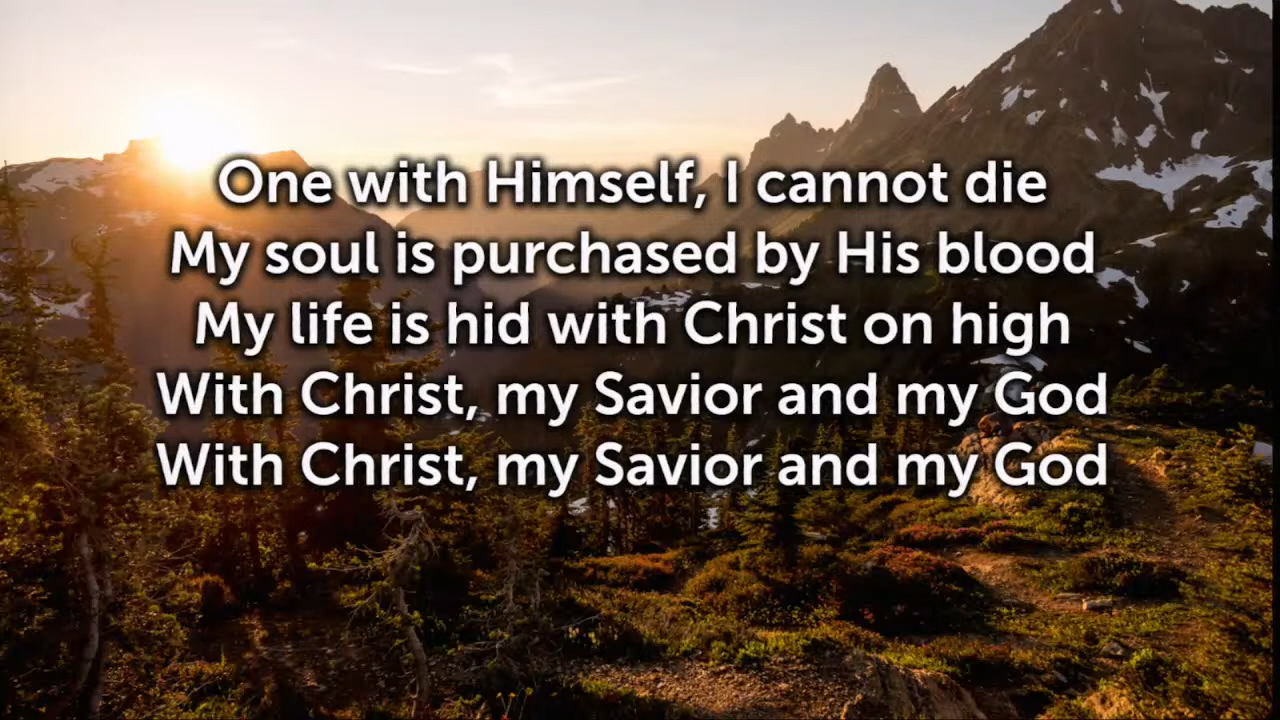 One with Himself, I cannot die
My soul is purchased by His blood
My life is hid with Christ on high
With Christ, my Savior and my God
With Christ, my Savior and my God